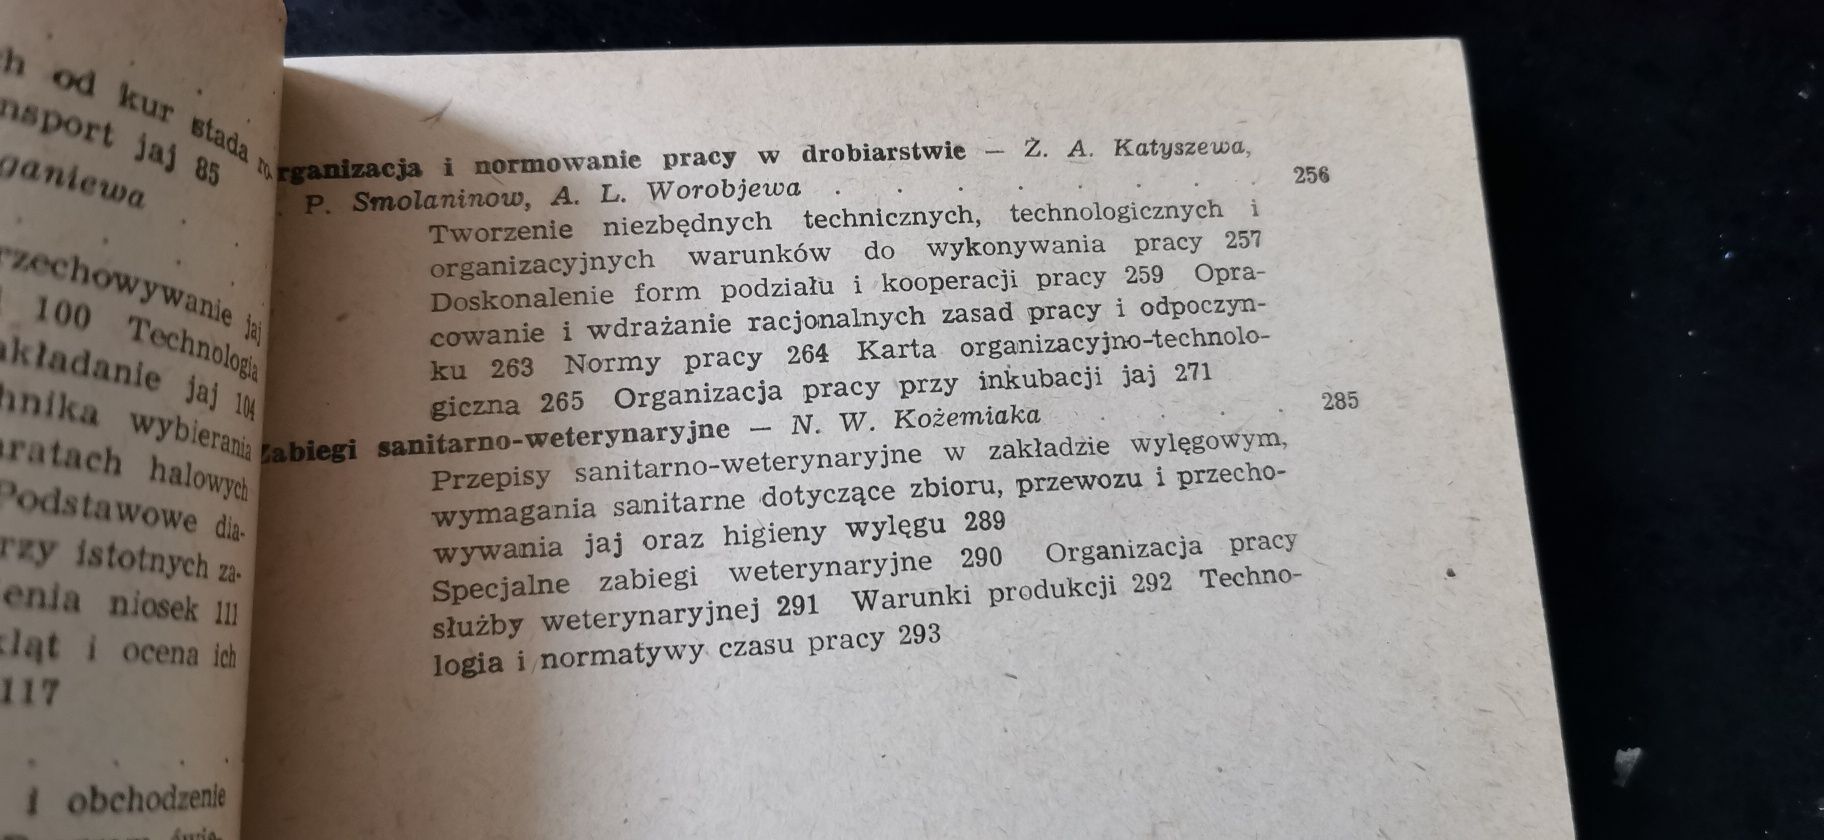 h od kur stada
nsport jaj 85
ganiewa
rzechowywanie jaj
100 Technologia
akładanie jaj 104
hnika wybierania
aratach halowych
Podstawowe dia-
rzy istotnych za-
enia niosek 111
ląt i ocena ich
117
i obchodzenie
rganizacja i normowanie pracy w drobiarstwie — Ż. A. Katyszewa,
P. Smolaninow, A. L. Worobjewa . . . . . . . . 256
Tworzenie niezbędnych technicznych, technologicznych i
organizacyjnych warunków do wykonywania pracy 257
Doskonalenie form podziału i kooperacji pracy 259 Opra-
cowanie i wdrażanie racjonalnych zasad pracy i odpoczyn-
ku 263 Normy pracy 264 Karta organizacyjno-technolo-
giczna 265 Organizacja pracy przy inkubacji jaj 271
Zabiegi sanitarno-weterynaryjne — N. W. Kożemiaka . . . . 285
Przepisy sanitarno-weterynaryjne w zakładzie wylęgowym,
wymagania sanitarne dotyczące zbioru, przewozu i przecho-
wywania jaj oraz higieny wylęgu 289
Specjalne zabiegi weterynaryjne 290 Organizacja pracy
służby weterynaryjnej 291 Warunki produkcji 292 Techno-
logia i normatywy czasu pracy 293